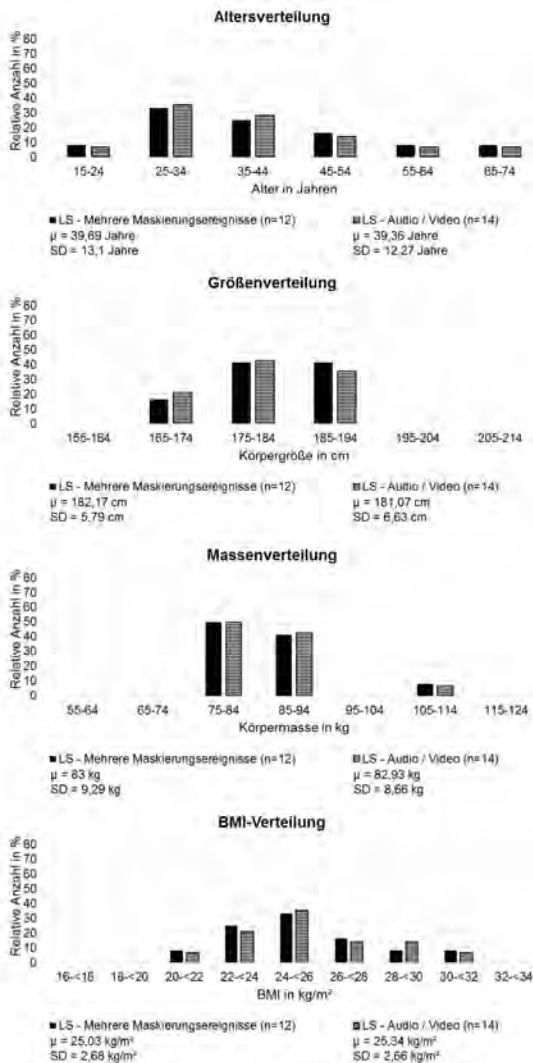 Altersverteilung
Relative Anzahl in %
80
70
60
50
40
30
20
10
0
15-24 25-34 35-44 45-54 55-64 65-74
Alter in Jahren
LS - Mehrere Maskierungsereignisse (n=12) LS - Audio / Video (n=14)
µ = 39,69 Jahre µ = 39,36 Jahre
SD = 13,1 Jahre SD = 12,27 Jahre
Größenverteilung
Relative Anzahl in %
80
70
60
50
40
30
20
10
0
155-164 165-174 175-184 185-194 195-204 205-214
Körpergröße in cm
LS - Mehrere Maskierungsereignisse (n=12) LS - Audio / Video (n=14)
µ = 182,17 cm µ = 181,07 cm
SD = 5,79 cm SD = 6,63 cm
Massenverteilung
Relative Anzahl in %
80
70
60
50
40
30
20
10
0
55-64 65-74 75-84 85-94 95-104 105-114 115-124
Körpermasse in kg
LS - Mehrere Maskierungsereignisse (n=12) LS - Audio / Video (n=14)
µ = 83 kg µ = 82,93 kg
SD = 9,29 kg SD = 8,66 kg
BMI-Verteilung
Relative Anzahl in %
80
70
60
50
40
30
20
10
0
16-<18 18-<20 20-<22 22-<24 24-<26 26-<28 28-<30 30-<32 32-<34
BMI in kg/m²
LS - Mehrere Maskierungsereignisse (n=12) LS - Audio / Video (n=14)
µ = 25,03 kg/m² µ = 25,34 kg/m²
SD = 2,68 kg/m² SD = 2,66 kg/m²